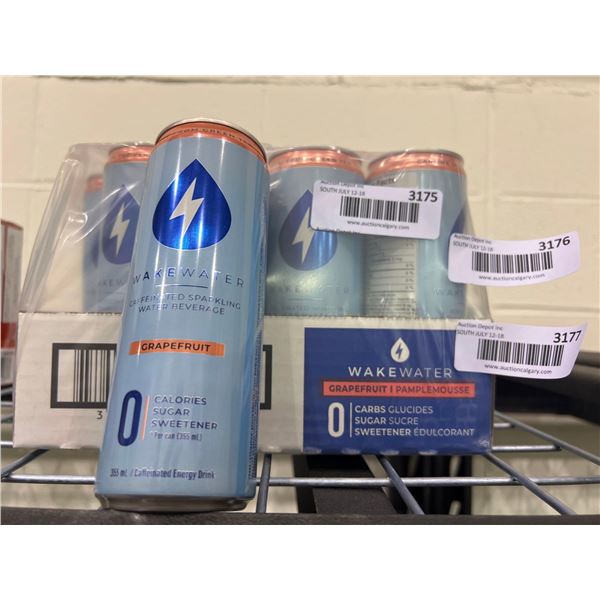 WAKEWATER
CAFFEINATED SPARKLING
WATER BEVERAGE
GRAPEFRUIT
0
CALORIES
SUGAR
SWEETENER
*Per can (355 mL)
355 mL / Caffeinated Energy Drink
Auction Depot Inc
SOUTH JULY 12-18
3175
www.auctioncalgary.com
Auction Depot Inc
SOUTH JULY 12-18
3176
www.auctioncalgary.com
Auction Depot Inc
SOUTH JULY 12-18
3177
www.auctioncalgary.com
WAKEWATER
GRAPEFRUIT | PAMPLEMOUSSE
0
CARBS GLUCIDES
SUGAR SUCRE
SWEETENER ÉDULCORANT
3